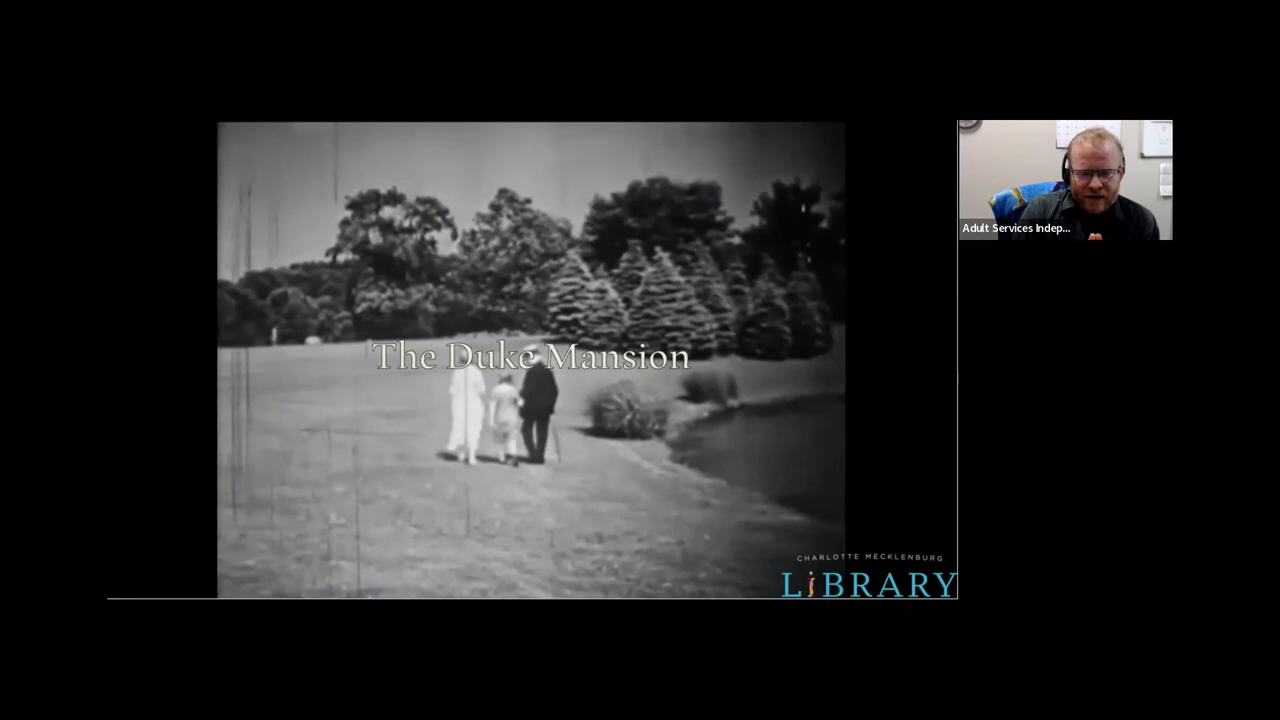 The Duke Mansion
Adult Services Indep...
CHARLOTTE MECKLENBURG
LIBRARY